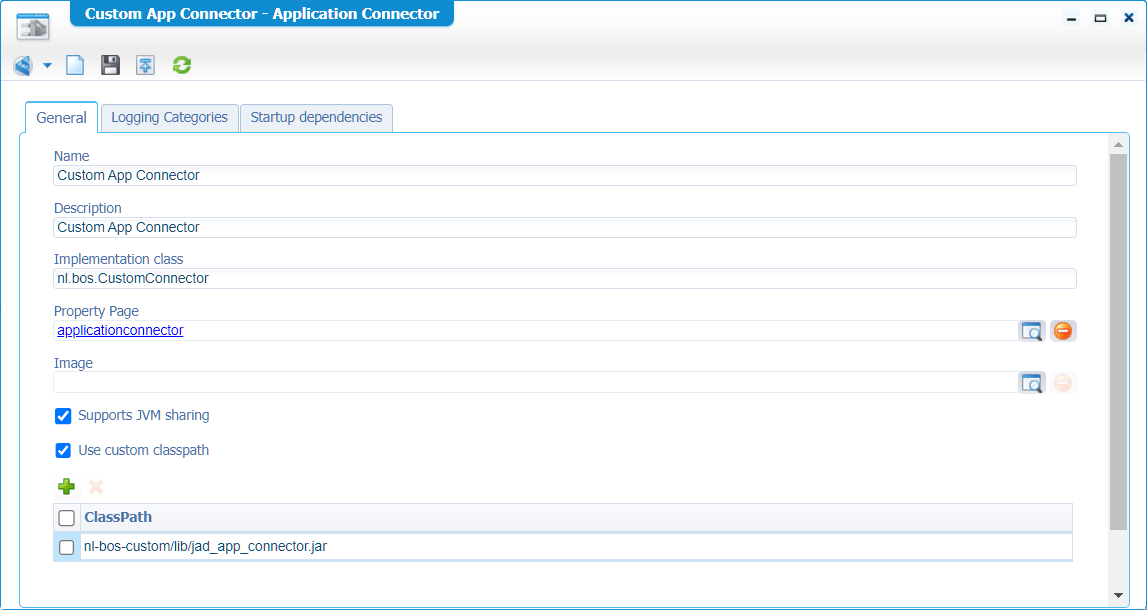 Custom App Connector - Application Connector
General Logging Categories Startup dependencies
Name
Custom App Connector
Description
Custom App Connector
Implementation class
nl.bos.CustomConnector
Property Page
applicationconnector
Image
Supports JVM sharing
Use custom classpath
ClassPath
nl-bos-custom/lib/jad_app_connector.jar